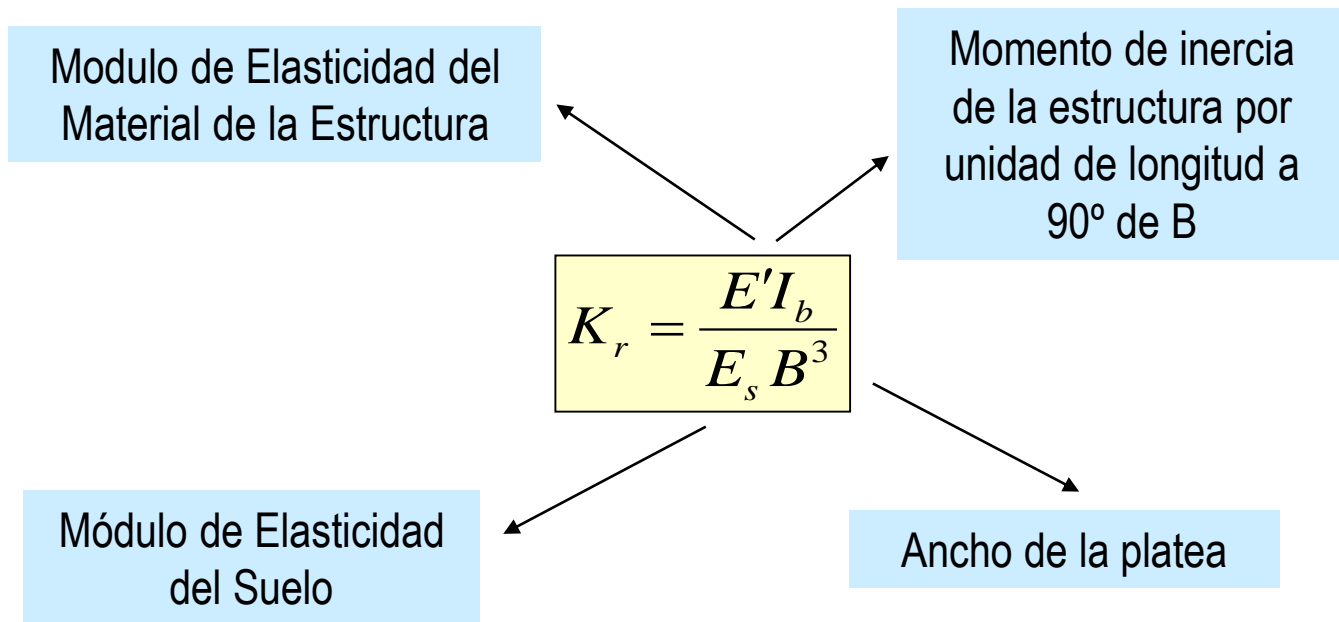 Modulo de Elasticidad del
Material de la Estructura
Momento de inercia
de la estructura por
unidad de longitud a
90º de B
K_r = \frac{E'I_b}{E_s B^3}
Módulo de Elasticidad
del Suelo
Ancho de la platea